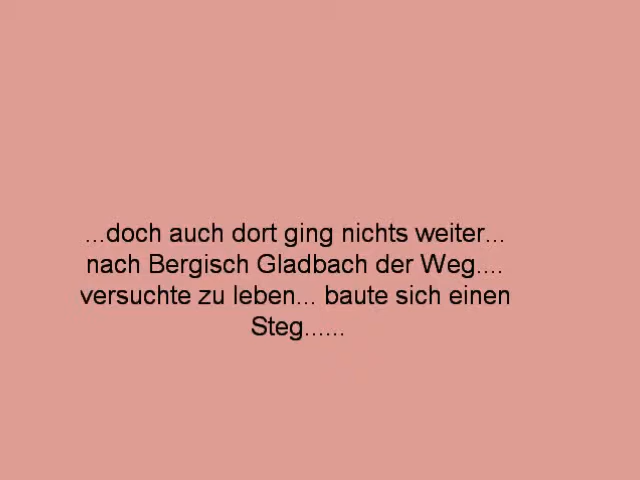 ...doch auch dort ging nichts weiter...
nach Bergisch Gladbach der Weg....
versuchte zu leben... baute sich einen
Steg......